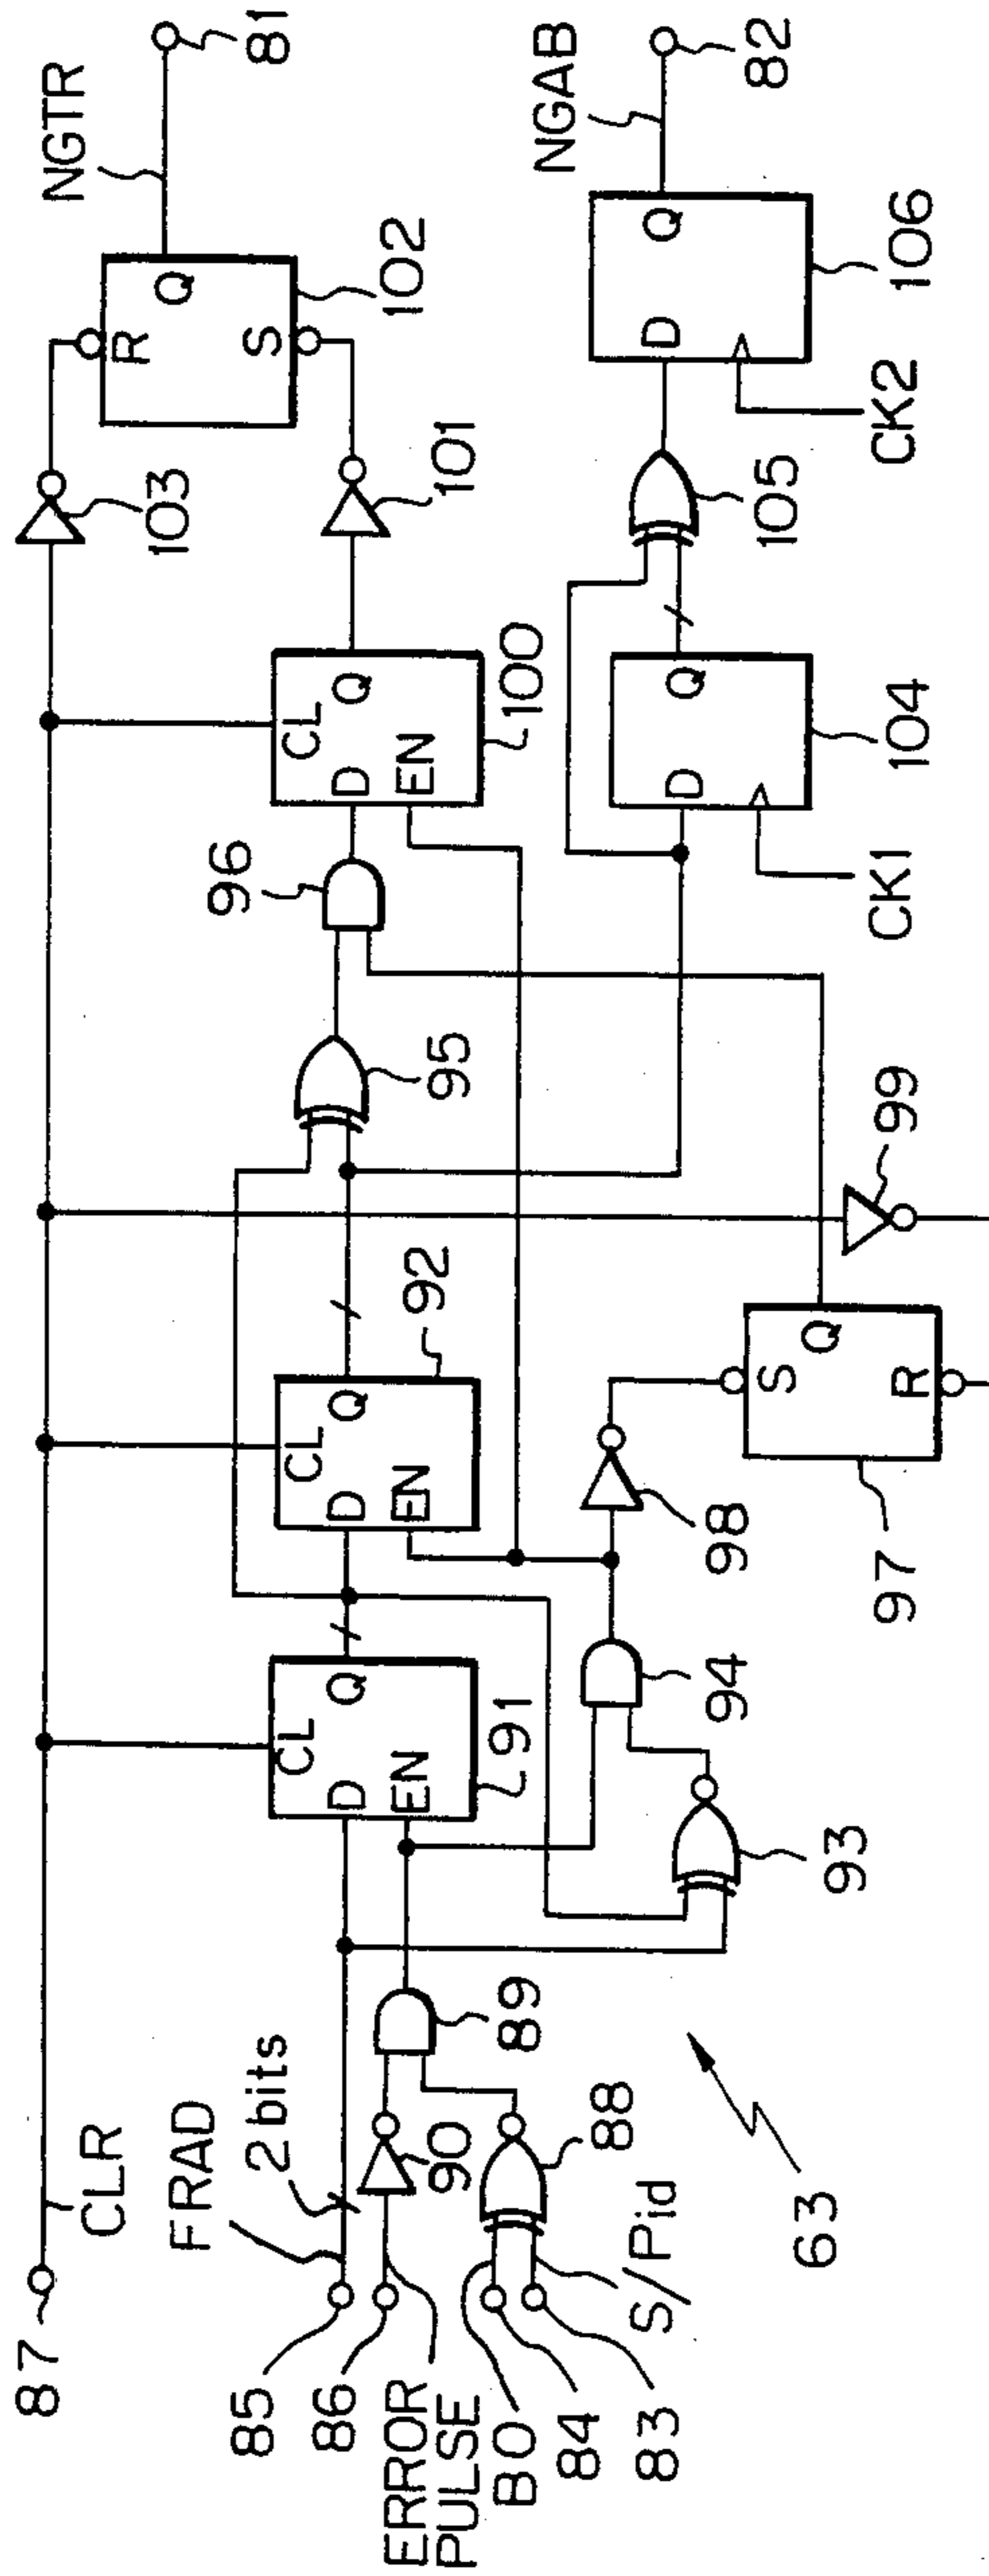 87
CLR
FRAD
2 bits
85
86
ERROR
PULSE
B0
84
83
S/Pid
90
88
89
63
D
CL
Q
EN
91
93
94
D
CL
Q
EN
92
98
S
Q
R
97
99
95
96
D
CL
Q
EN
100
101
103
R
Q
S
102
NGTR
81
D
Q
CK1
104
105
D
Q
CK2
106
NGAB
82